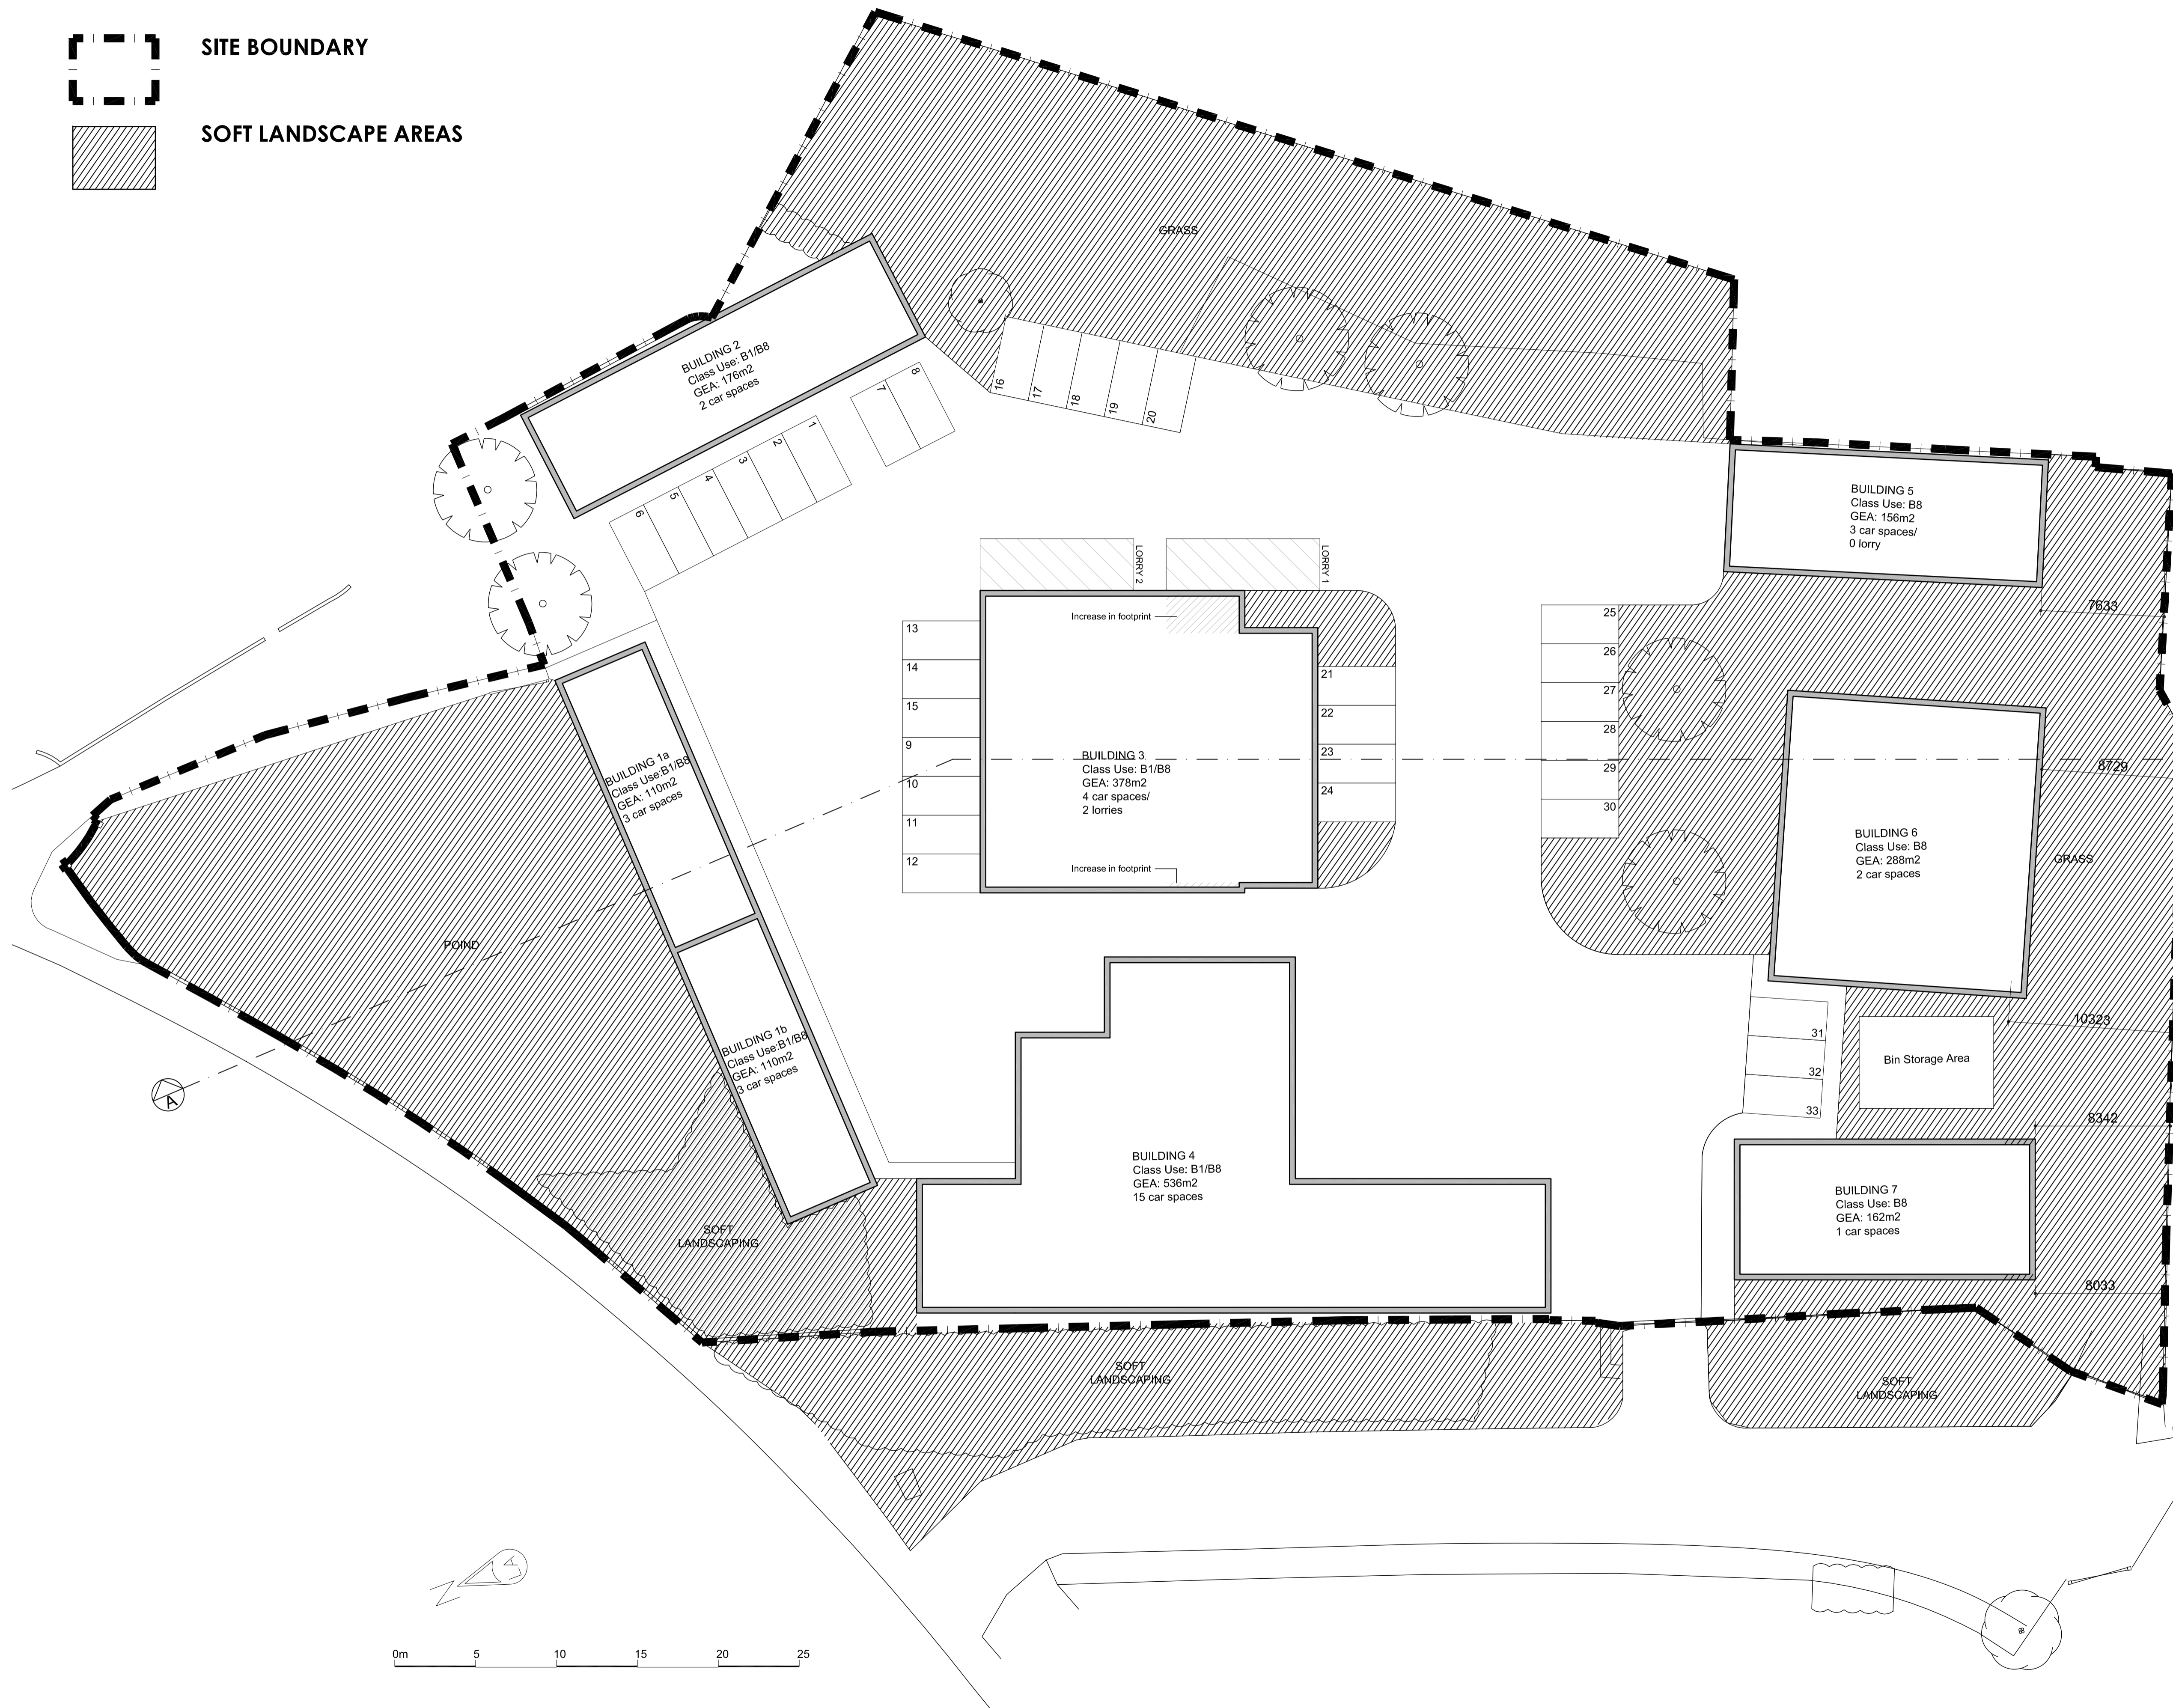 SITE BOUNDARY
SOFT LANDSCAPE AREAS
GRASS
BUILDING 2
Class Use: B1/B8
GEA: 176m2
2 car spaces
8
7
1
2
3
4
5
6
16
17
18
19
20
BUILDING 5
Class Use: B8
GEA: 156m2
3 car spaces/
0 lorry
7633
LORRY 2
LORRY 1
Increase in footprint
13
14
15
9
10
11
12
21
22
23
24
25
26
27
28
29
30
BUILDING 3
Class Use: B1/B8
GEA: 378m2
4 car spaces/
2 lorries
Increase in footprint
BUILDING 1a
Class Use:B1/B8
GEA: 110m2
3 car spaces
8729
BUILDING 6
Class Use: B8
GEA: 288m2
2 car spaces
GRASS
POIND
BUILDING 1b
Class Use:B1/B8
GEA: 110m2
3 car spaces
A
10323
31
32
33
Bin Storage Area
8342
BUILDING 4
Class Use: B1/B8
GEA: 536m2
15 car spaces
BUILDING 7
Class Use: B8
GEA: 162m2
1 car spaces
8033
SOFT
LANDSCAPING
SOFT
LANDSCAPING
SOFT
LANDSCAPING
0m
5
10
15
20
25